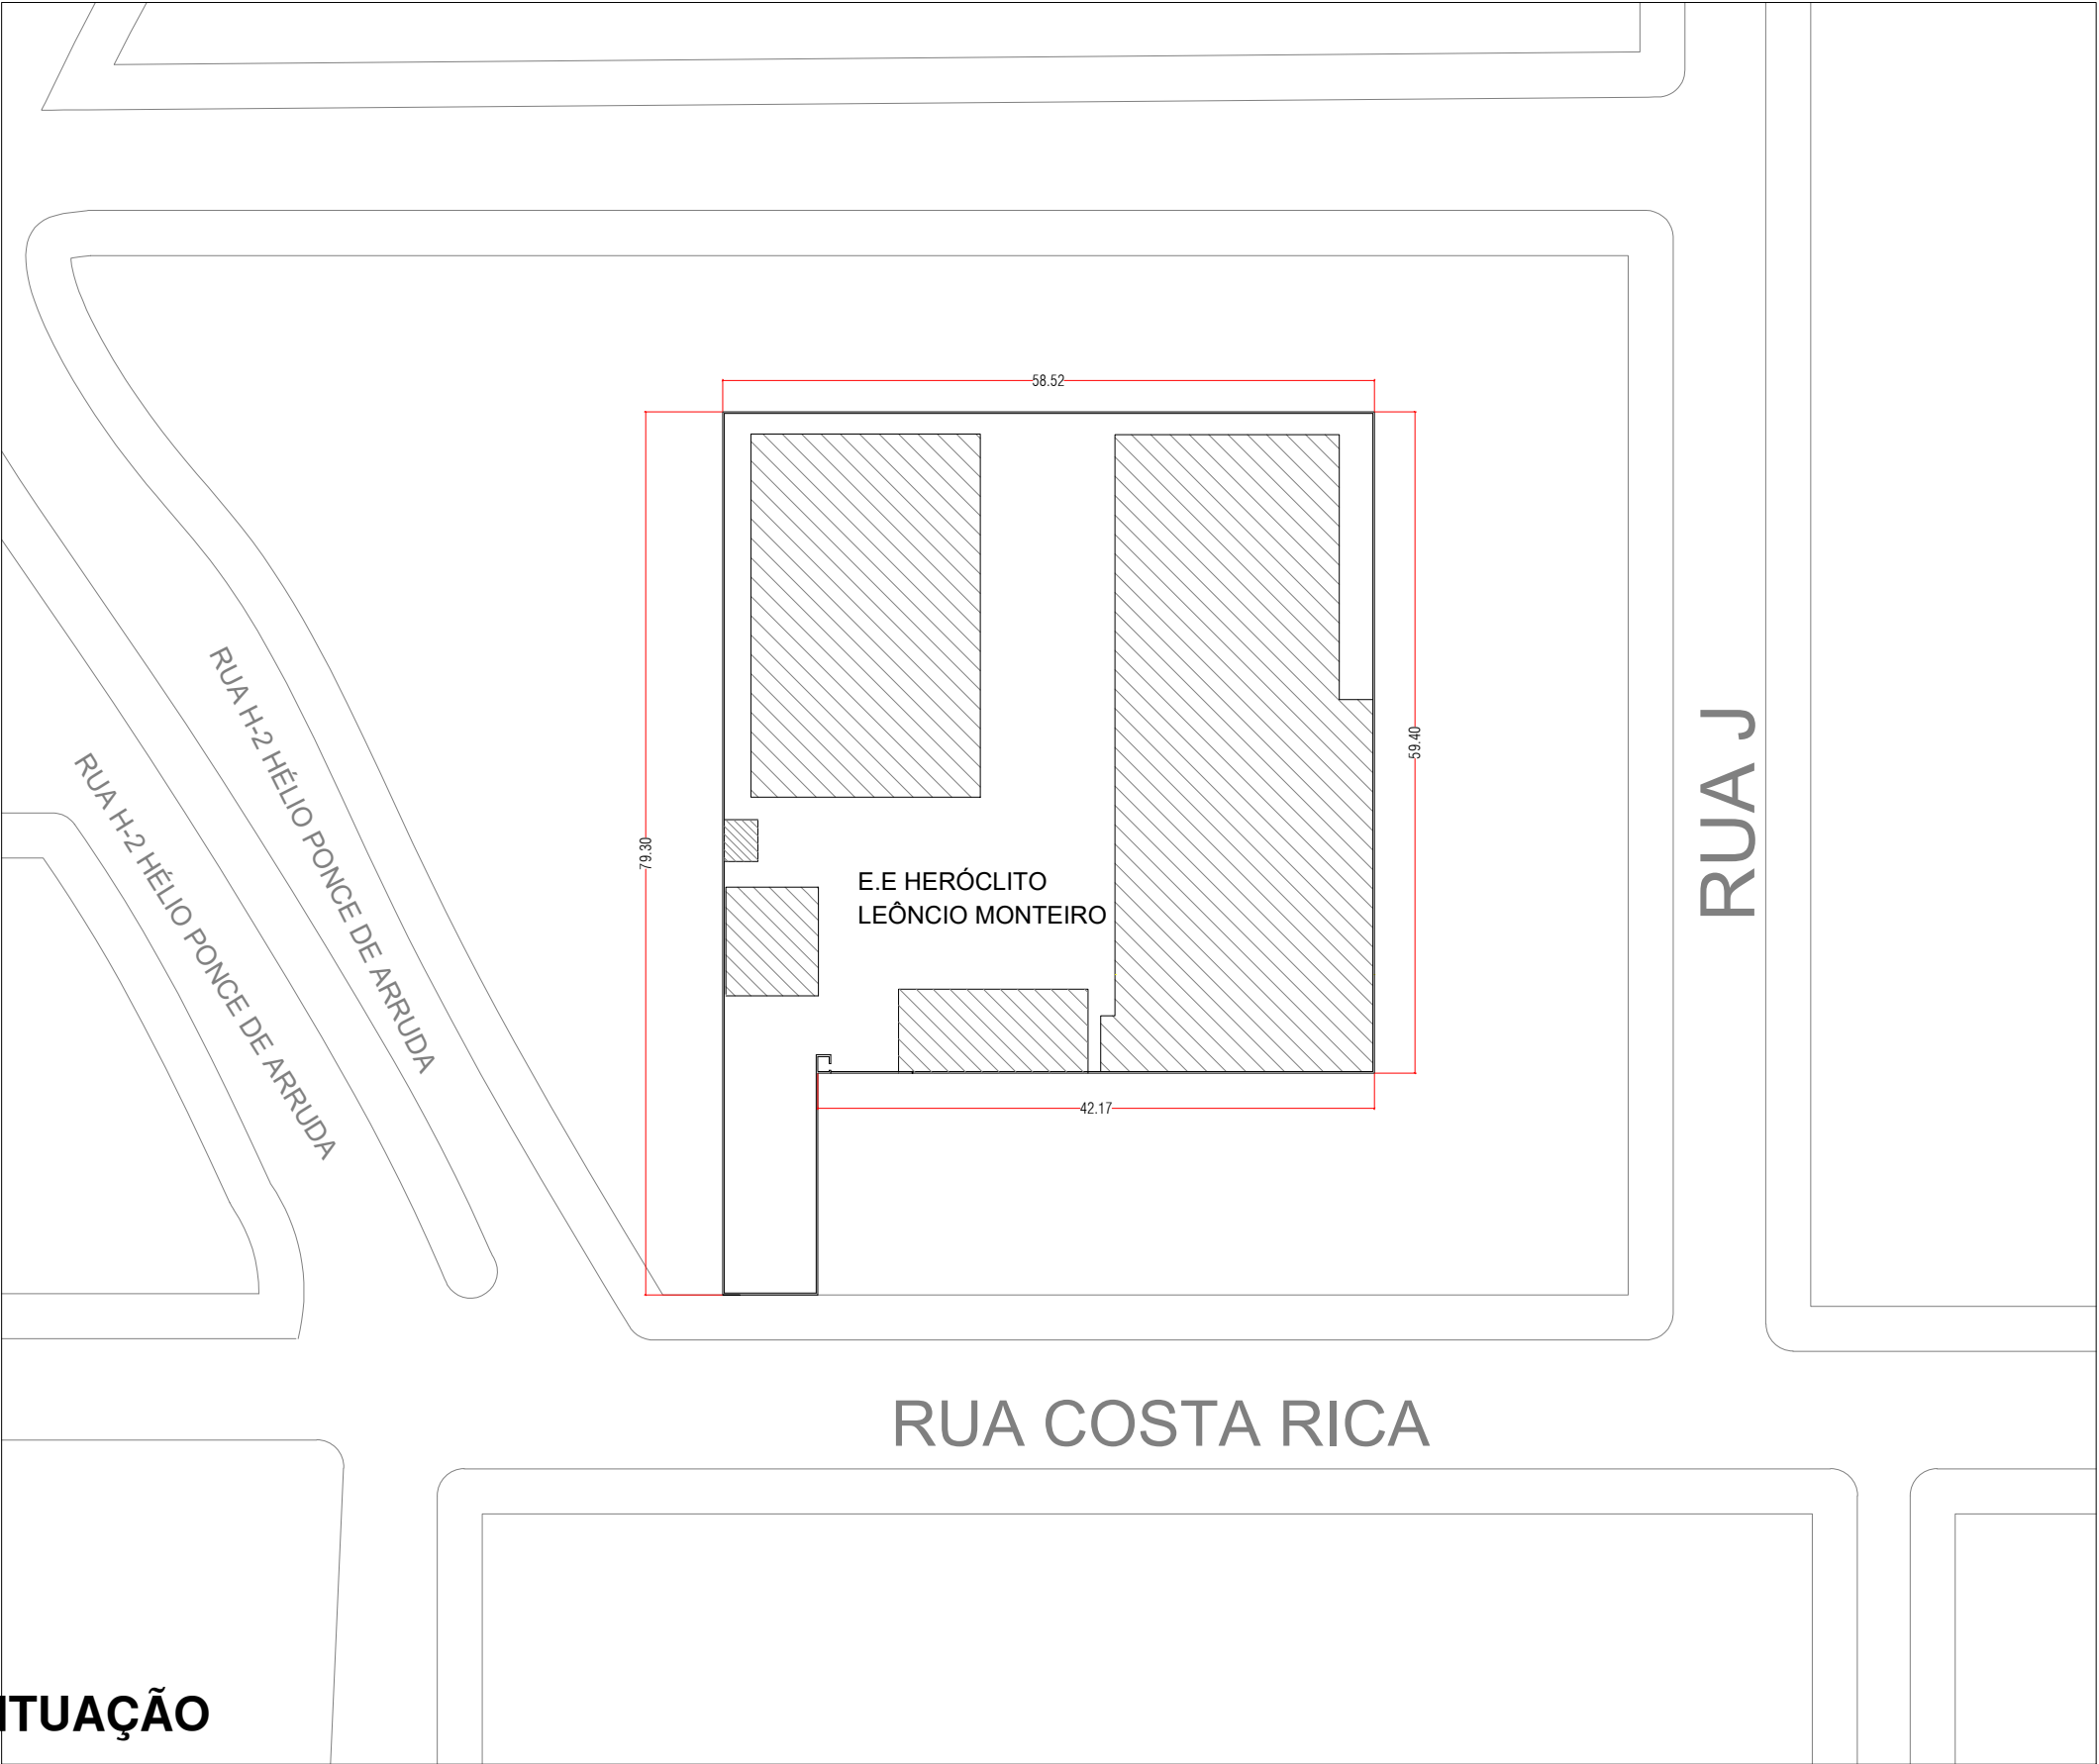 58.52
59.40
79.30
RUA H-2 HÉLIO PONCE DE ARRUDA
RUA H-2 HÉLIO PONCE DE ARRUDA
E.E HERÓCLITO
LEÔNCIO MONTEIRO
RUA J
42.17
RUA COSTA RICA
ITUAÇÃO